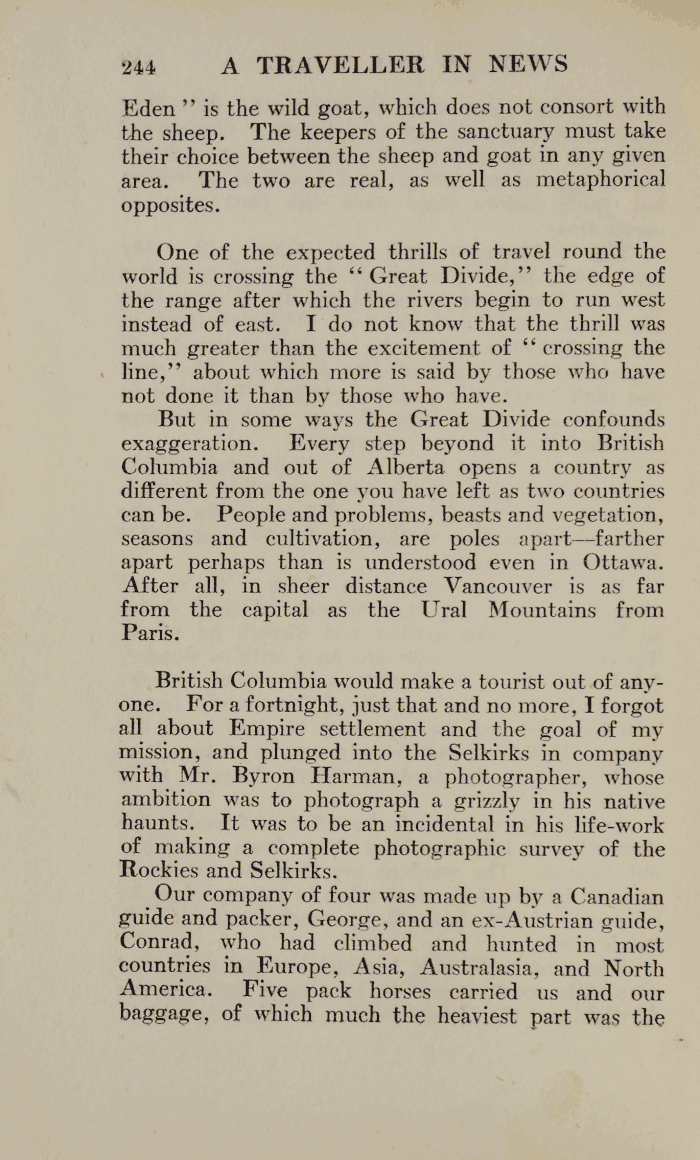 244 A TRAVELLER IN NEWS
Eden ” is the wild goat, which does not consort with
the sheep. The keepers of the sanctuary must take
their choice between the sheep and goat in any given
area. The two are real, as well as metaphorical
opposites.
One of the expected thrills of travel round the
world is crossing the “ Great Divide,” the edge of
the range after which the rivers begin to run west
instead of east. I do not know that the thrill was
much greater than the excitement of “ crossing the
line,” about which more is said by those who have
not done it than by those who have.
But in some ways the Great Divide confounds
exaggeration. Every step beyond it into British
Columbia and out of Alberta opens a country as
different from the one you have left as two countries
can be. People and problems, beasts and vegetation,
seasons and cultivation, are poles apart—farther
apart perhaps than is understood even in Ottawa.
After all, in sheer distance Vancouver is as far
from the capital as the Ural Mountains from
Paris.
British Columbia would make a tourist out of any-
one. For a fortnight, just that and no more, I forgot
all about Empire settlement and the goal of my
mission, and plunged into the Selkirks in company
with Mr. Byron Harman, a photographer, whose
ambition was to photograph a grizzly in his native
haunts. It was to be an incidental in his life-work
of making a complete photographic survey of the
Rockies and Selkirks.
Our company of four was made up by a Canadian
guide and packer, George, and an ex-Austrian guide,
Conrad, who had climbed and hunted in most
countries in Europe, Asia, Australasia, and North
America. Five pack horses carried us and our
baggage, of which much the heaviest part was the